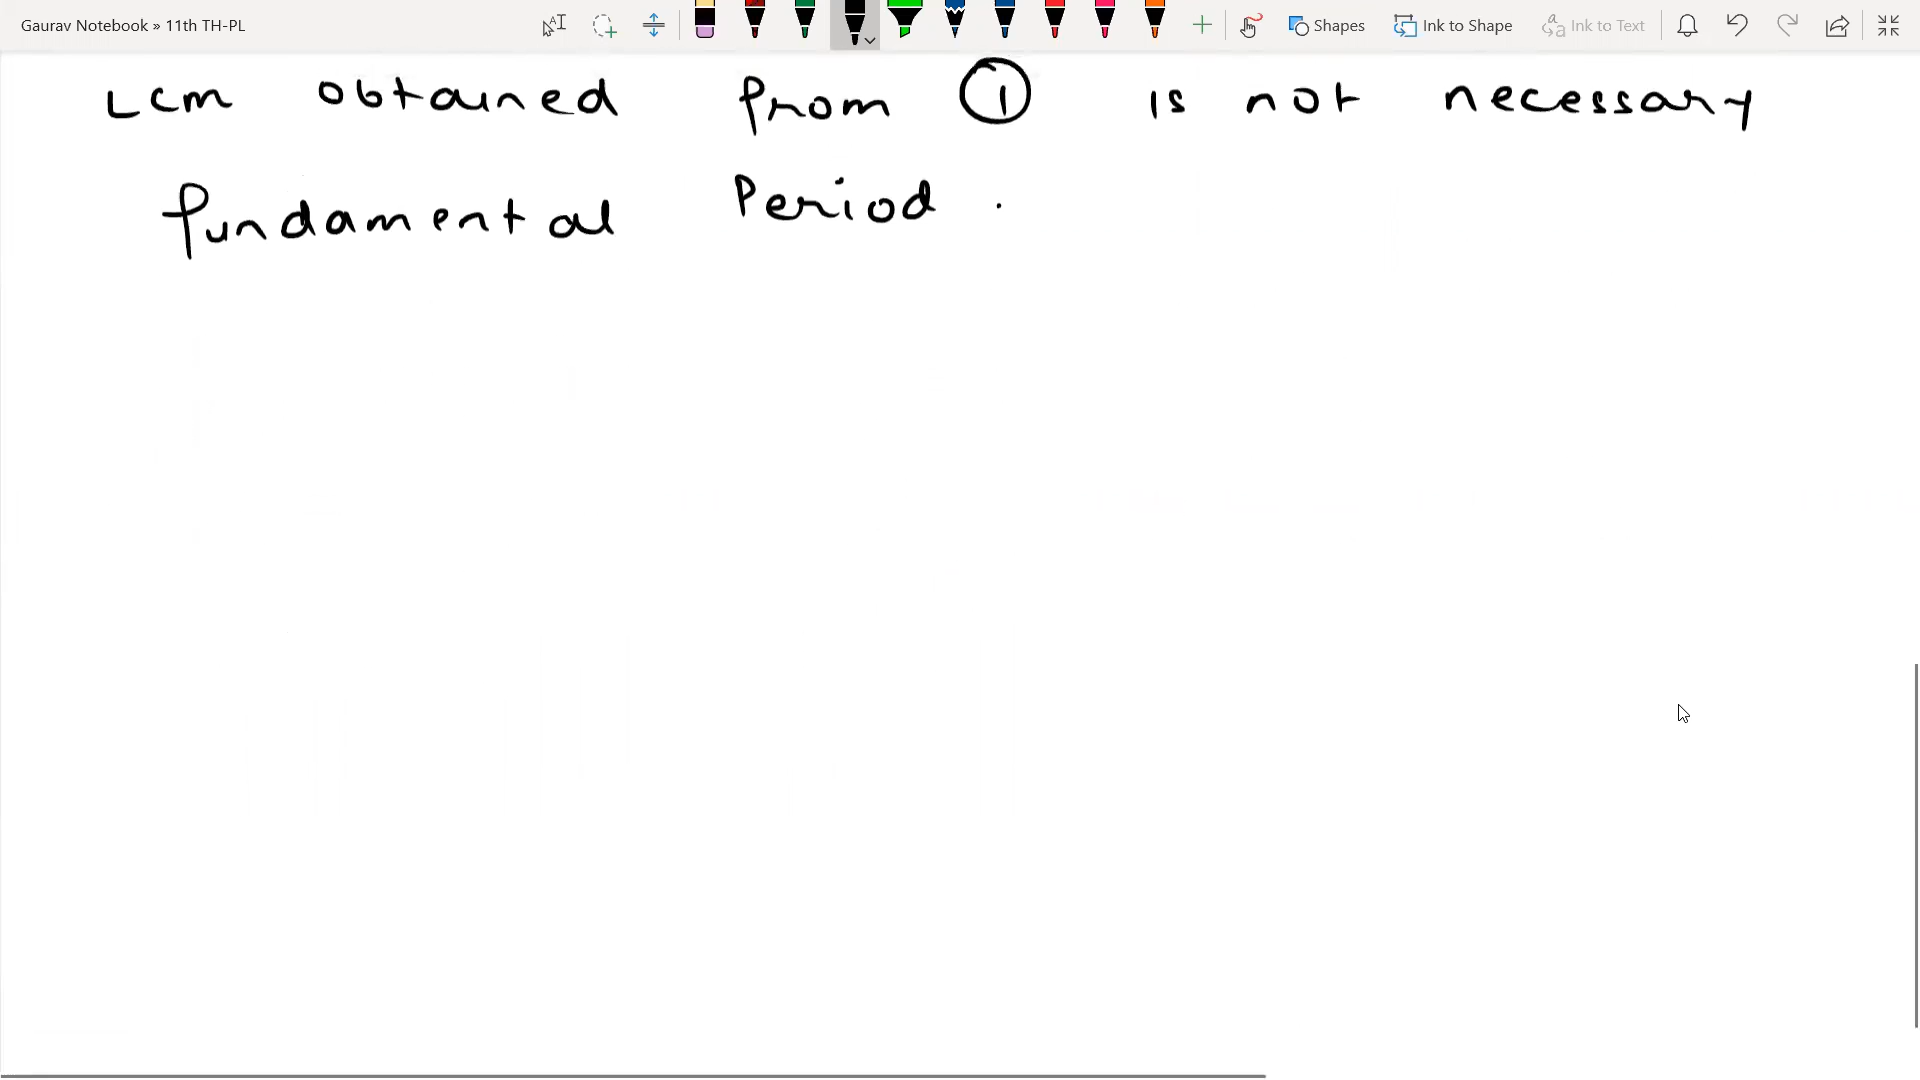 Gaurav Notebook » 11th TH-PL
Shapes
Ink to Shape
Ink to Text
Lcm obtained from ① is not necessary
fundamental Period .